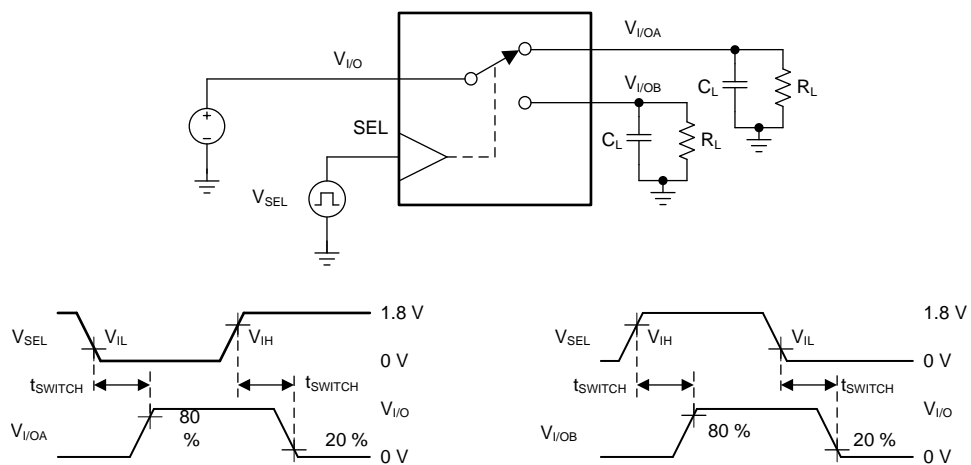 V_I/OA
V_I/O
C_L
R_L
V_I/OB
SEL
C_L
R_L
V_SEL
+
−
V_SEL
V_IL
V_IH
1.8 V
0 V
t_SWITCH
t_SWITCH
V_I/OA
80
%
20 %
V_I/O
0 V
V_SEL
V_IH
V_IL
1.8 V
0 V
t_SWITCH
t_SWITCH
V_I/OB
80 %
20 %
V_I/O
0 V